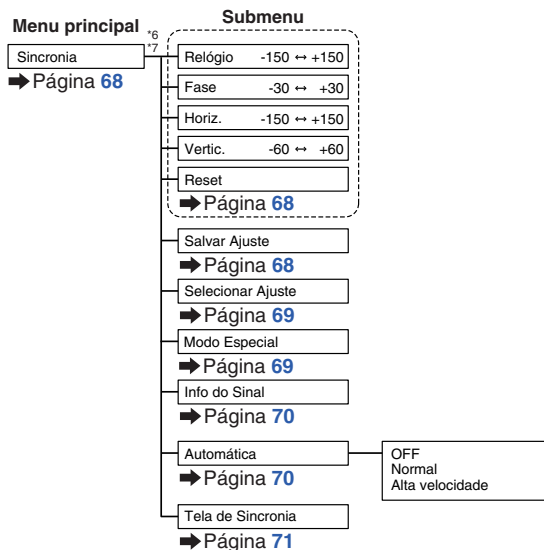 Menu principal
Submenu
*6
*7
Sincronia
➡Página 68
Relógio -150 ↔ +150
Fase -30 ↔ +30
Horiz. -150 ↔ +150
Vertic. -60 ↔ +60
Reset
➡Página 68
Salvar Ajuste
➡Página 68
Selecionar Ajuste
➡Página 69
Modo Especial
➡Página 69
Info do Sinal
➡Página 70
Automática
➡Página 70
OFF
Normal
Alta velocidade
Tela de Sincronia
➡Página 71